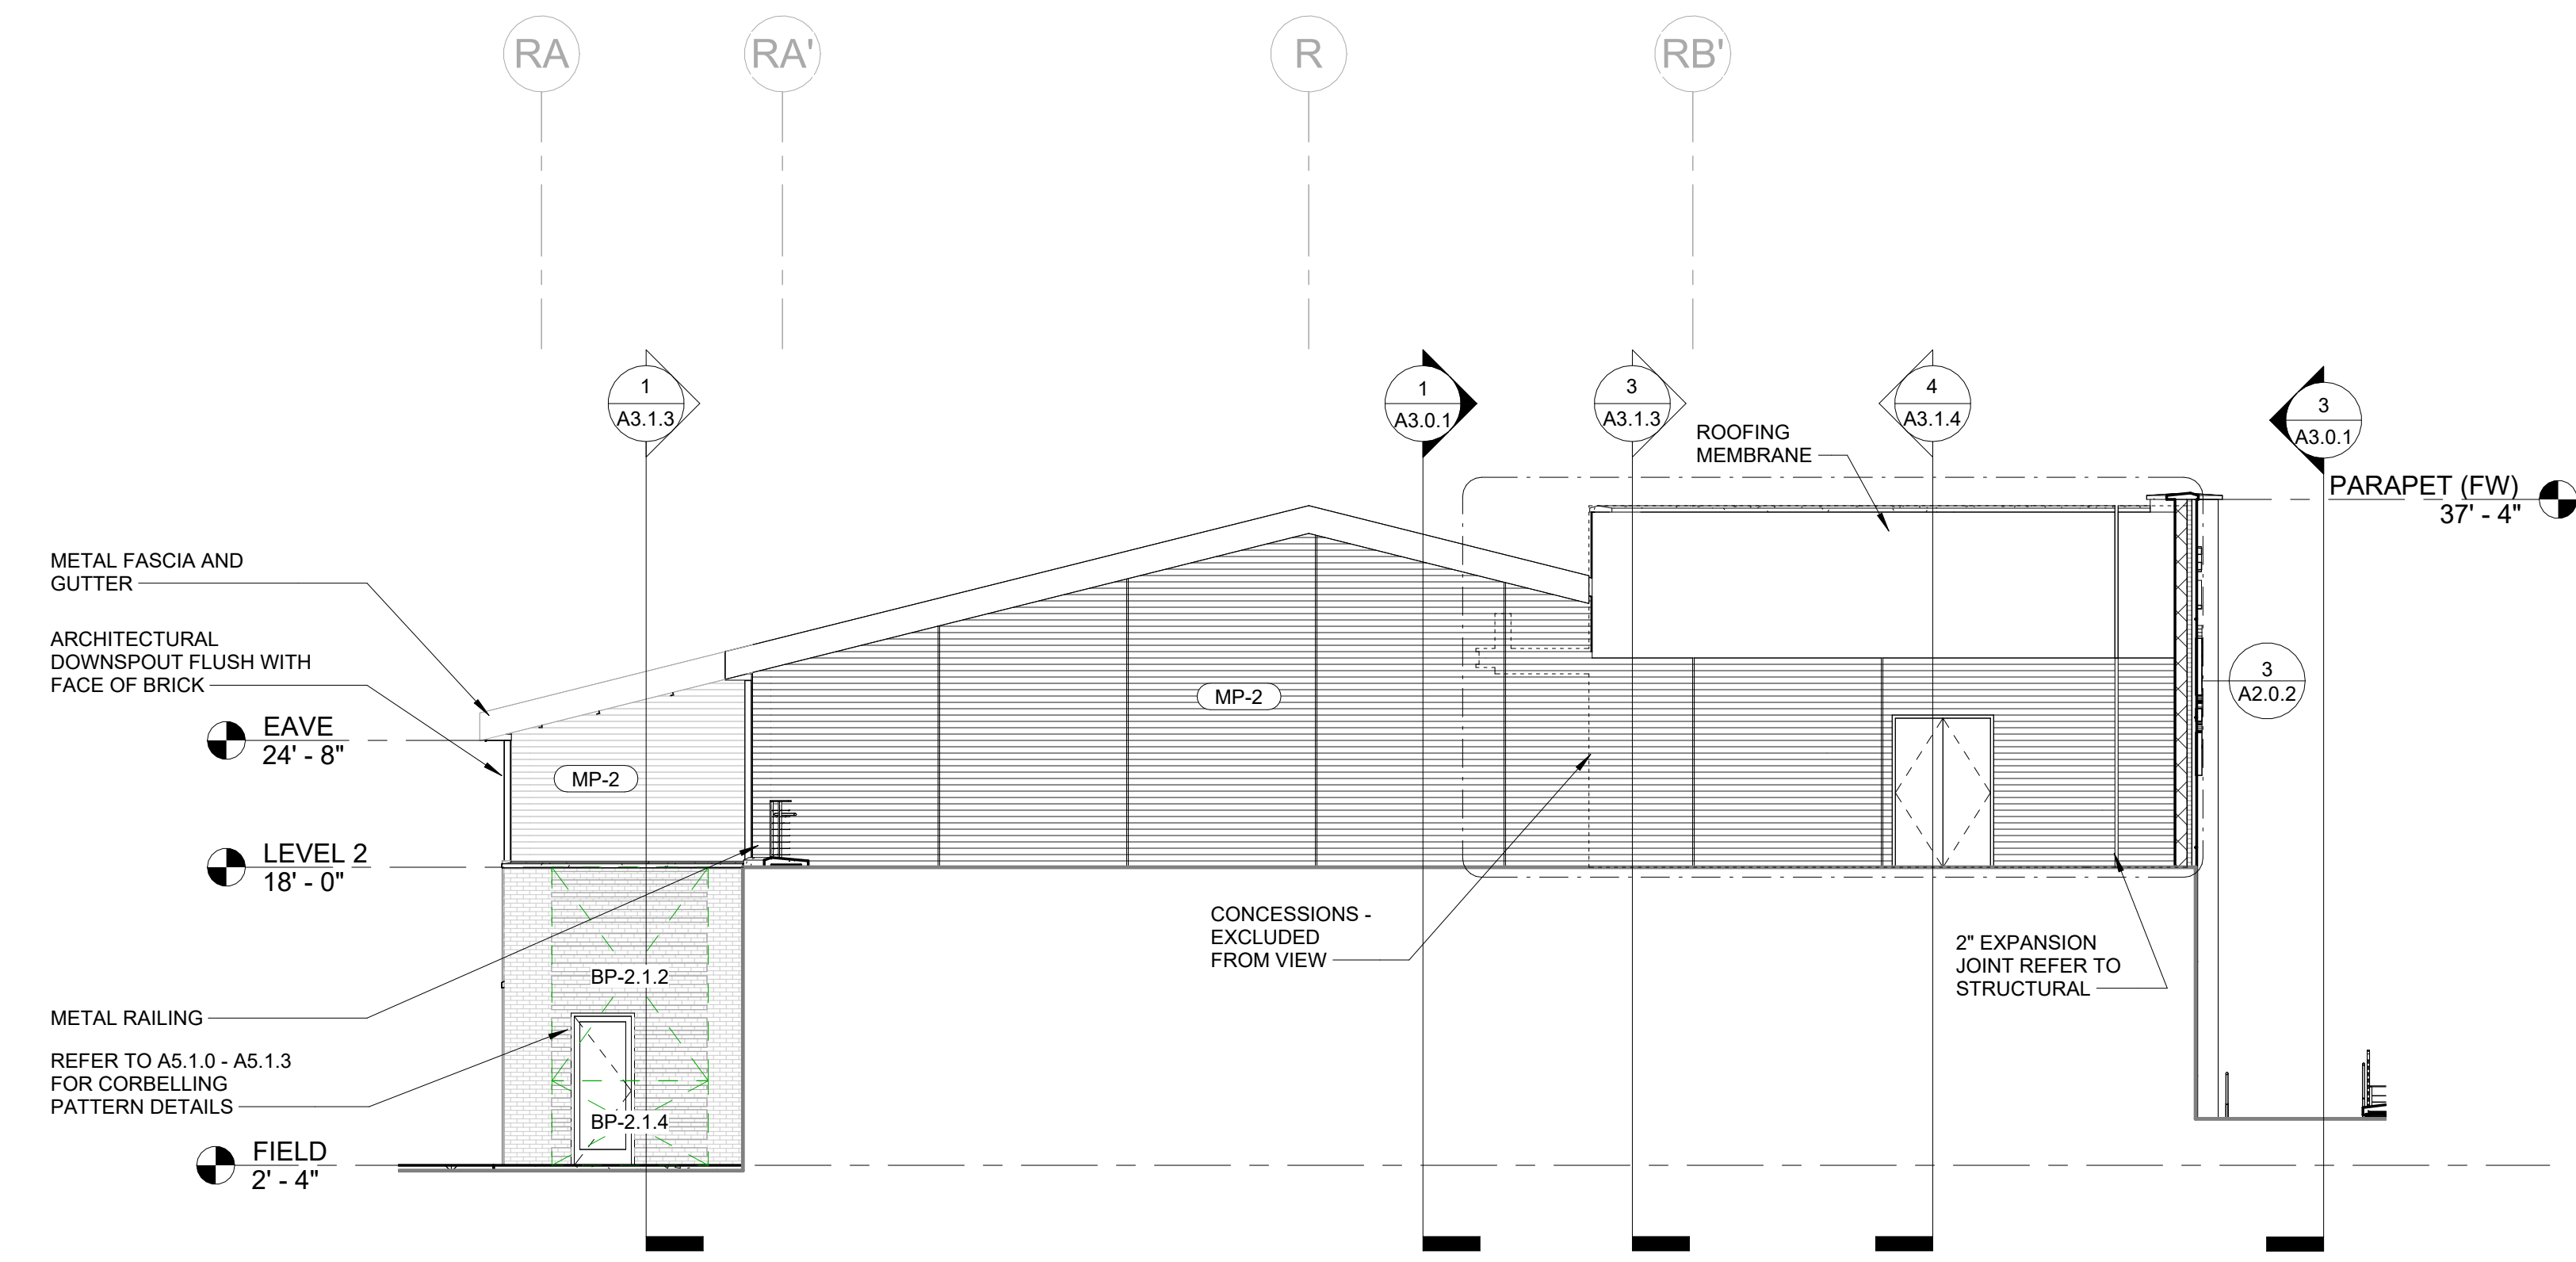 RA
RA'
R
RB'
1
A3.1.3
1
A3.0.1
3
A3.1.3
4
A3.1.4
3
A3.0.1
ROOFING
MEMBRANE
PARAPET (FW)
37' - 4"
METAL FASCIA AND
GUTTER
ARCHITECTURAL
DOWNSPOUT FLUSH WITH
FACE OF BRICK
EAVE
24' - 8"
MP-2
MP-2
3
A2.0.2
LEVEL 2
18' - 0"
CONCESSIONS -
EXCLUDED
FROM VIEW
2" EXPANSION
JOINT REFER TO
STRUCTURAL
BP-2.1.2
METAL RAILING
REFER TO A5.1.0 - A5.1.3
FOR CORBELLING
PATTERN DETAILS
BP-2.1.4
FIELD
2' - 4"